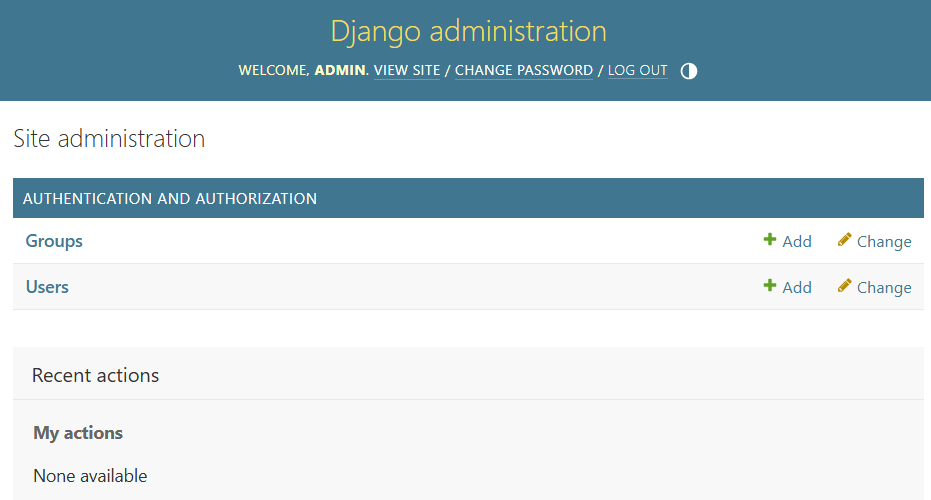 Django administration
WELCOME, ADMIN. VIEW SITE / CHANGE PASSWORD / LOG OUT
Site administration
AUTHENTICATION AND AUTHORIZATION
Groups Add Change
Users Add Change
Recent actions
My actions
None available